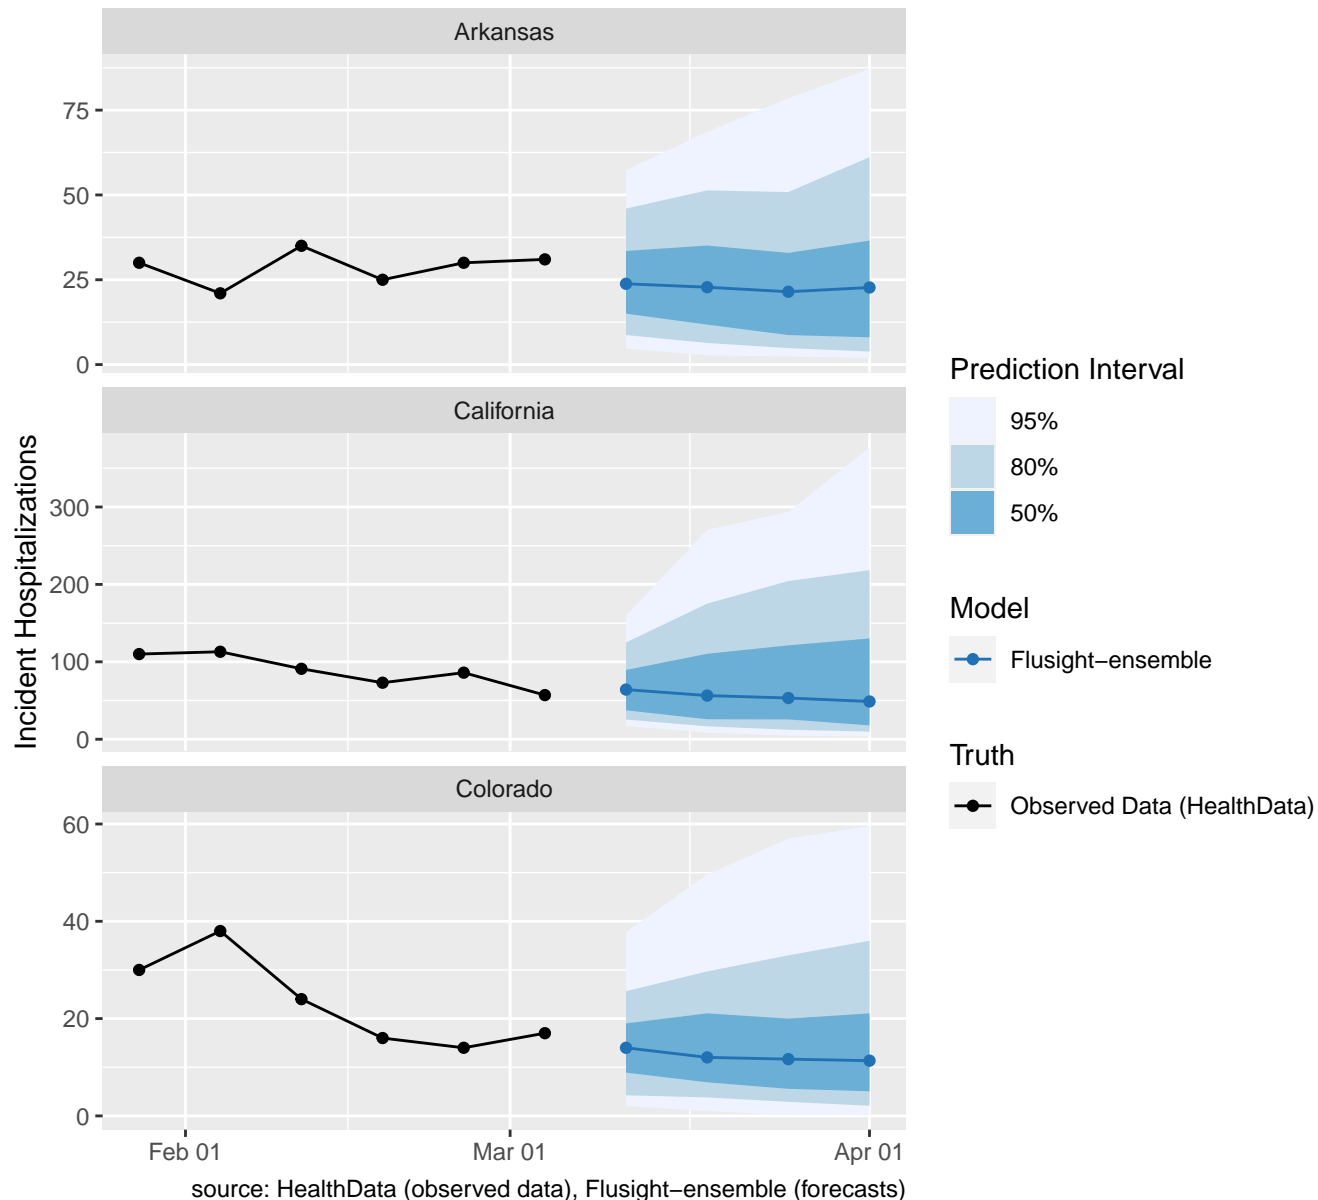 Arkansas
75
50
25
0
California
300
200
100
0
Colorado
60
40
20
0
Feb 01
Mar 01
Apr 01
Incident Hospitalizations
source: HealthData (observed data), Flusight−ensemble (forecasts)
Prediction Interval
95%
80%
50%
Model
Flusight−ensemble
Truth
Observed Data (HealthData)